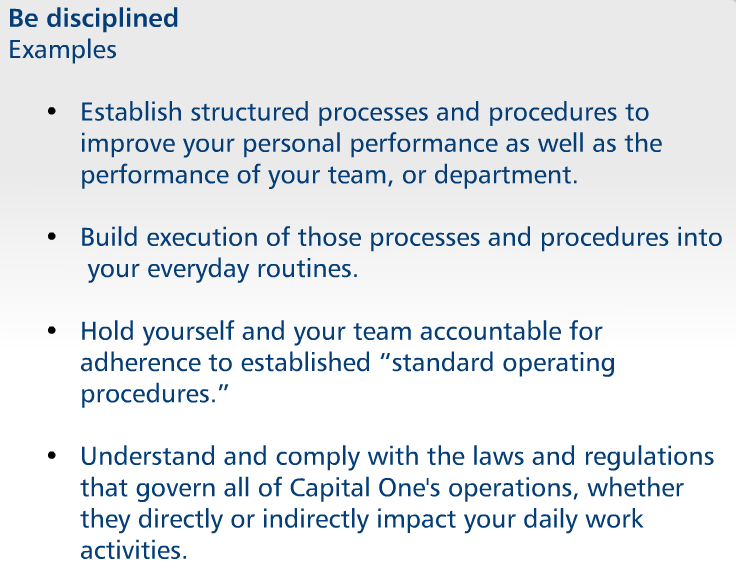 Be disciplined
Examples
• Establish structured processes and procedures to
improve your personal performance as well as the
performance of your team, or department.
• Build execution of those processes and procedures into
your everyday routines.
• Hold yourself and your team accountable for
adherence to established “standard operating
procedures.”
• Understand and comply with the laws and regulations
that govern all of Capital One's operations, whether
they directly or indirectly impact your daily work
activities.